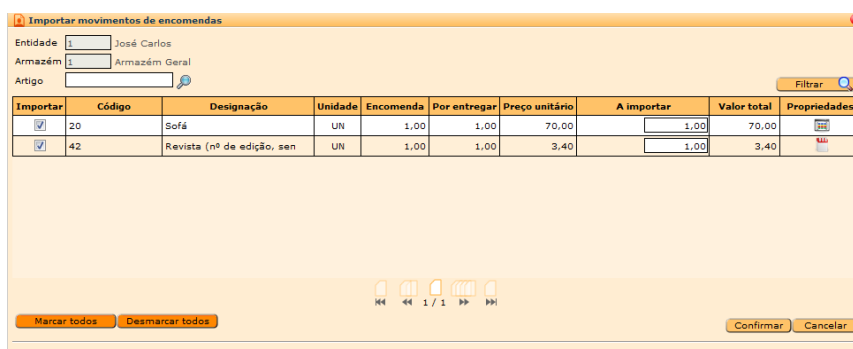 Importar movimentos de encomendas
Entidade 1 José Carlos
Armazém 1 Armazém Geral
Artigo
Filtrar
Importar Código Designação Unidade Encomenda Por entregar Preço unitário A importar Valor total Propriedades
20 Sofá UN 1,00 1,00 70,00 1,00 70,00
42 Revista (nº de edição, sen UN 1,00 1,00 3,40 1,00 3,40
1 / 1
Marcar todos Desmarcar todos Confirmar Cancelar